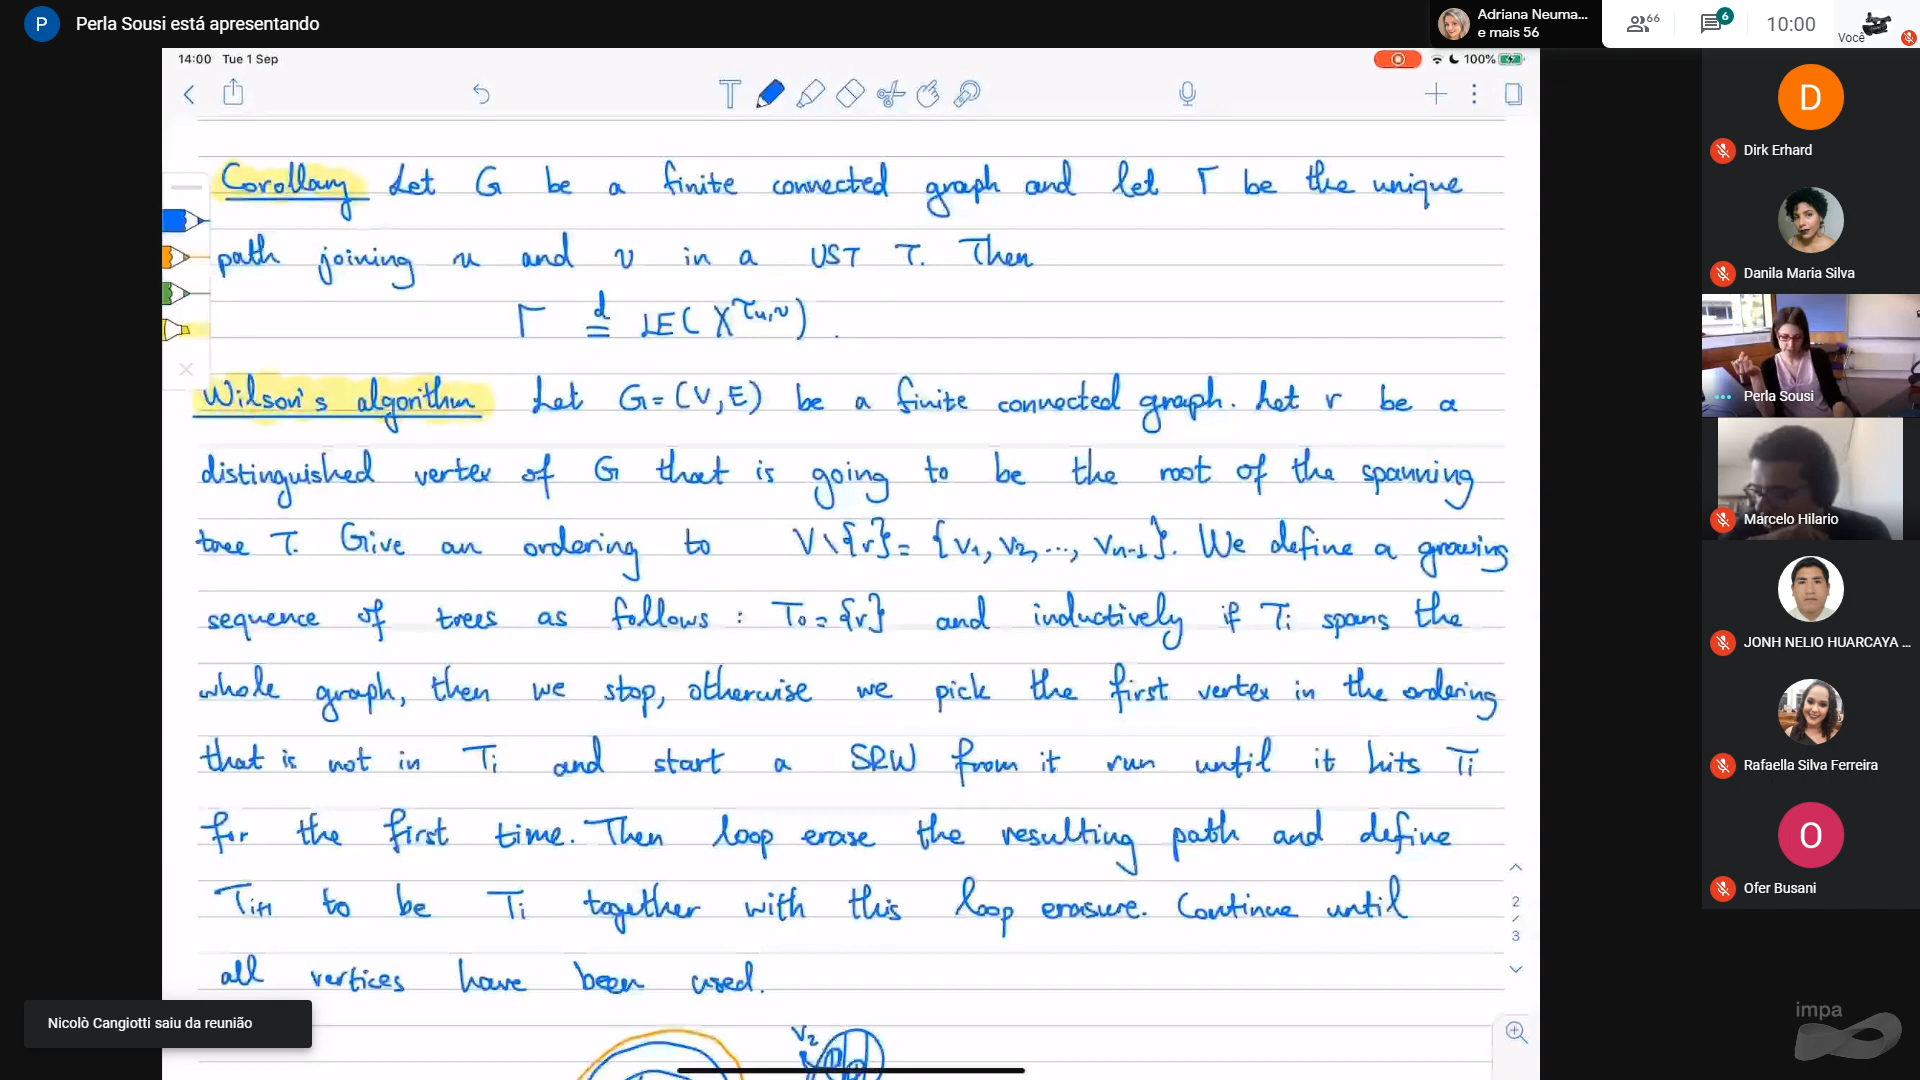 P Perla Sousi está apresentando
Adriana Neuma...
e mais 56
66
6
10:00
Você
14:00 Tue 1 Sep
100%
Corollary Let G be a finite connected graph and let Γ be the unique
path joining u and v in a UST T. Then
Γ d= LE(X^τu,v).
Wilson's algorithm Let G=(V,E) be a finite connected graph. Let r be a
distinguished vertex of G that is going to be the root of the spanning
tree T. Give an ordering to V\{r}={v1, v2, ..., vn-1}. We define a growing
sequence of trees as follows: T0={r} and inductively if Ti spans the
whole graph, then we stop, otherwise we pick the first vertex in the ordering
that is not in Ti and start a SRW from it run until it hits Ti
for the first time. Then loop erase the resulting path and define
Ti+1 to be Ti together with this loop erasure. Continue until
all vertices have been used.
v2
2
/
3
D
Dirk Erhard
Danila Maria Silva
Perla Sousi
Marcelo Hilario
JONH NELIO HUARCAYA ...
Rafaella Silva Ferreira
O
Ofer Busani
Nicolò Cangiotti saiu da reunião
impa